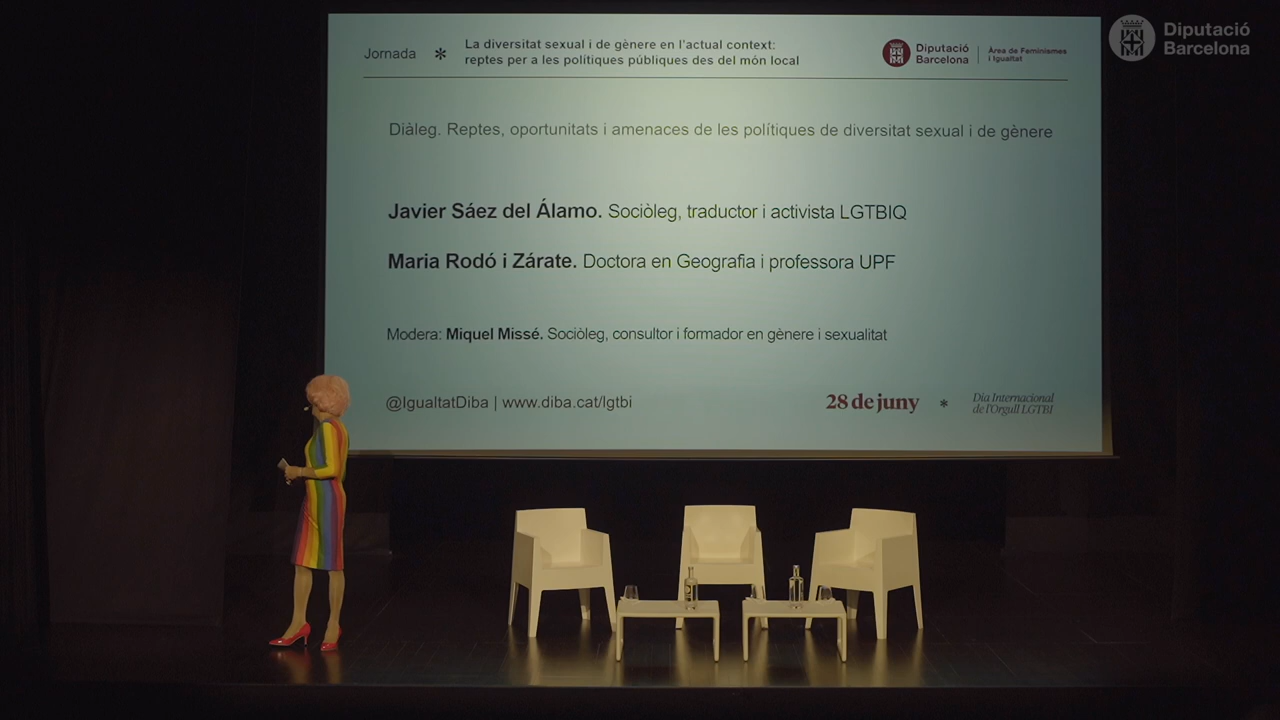 Jornada
*
La diversitat sexual i de gènere en l'actual context:
reptes per a les polítiques públiques des del món local
Diputació
Barcelona
Àrea de Feminismes
i Igualtat
Diputació
Barcelona
Diàleg. Reptes, oportunitats i amenaces de les polítiques de diversitat sexual i de gènere
Javier Sáez del Álamo. Sociòleg, traductor i activista LGTBIQ
Maria Rodó i Zárate. Doctora en Geografia i professora UPF
Modera: Miquel Missé. Sociòleg, consultor i formador en gènere i sexualitat
@IgualtatDiba | www.diba.cat/lgtbi
28 de juny
*
Dia Internacional
de l'Orgull LGTBI